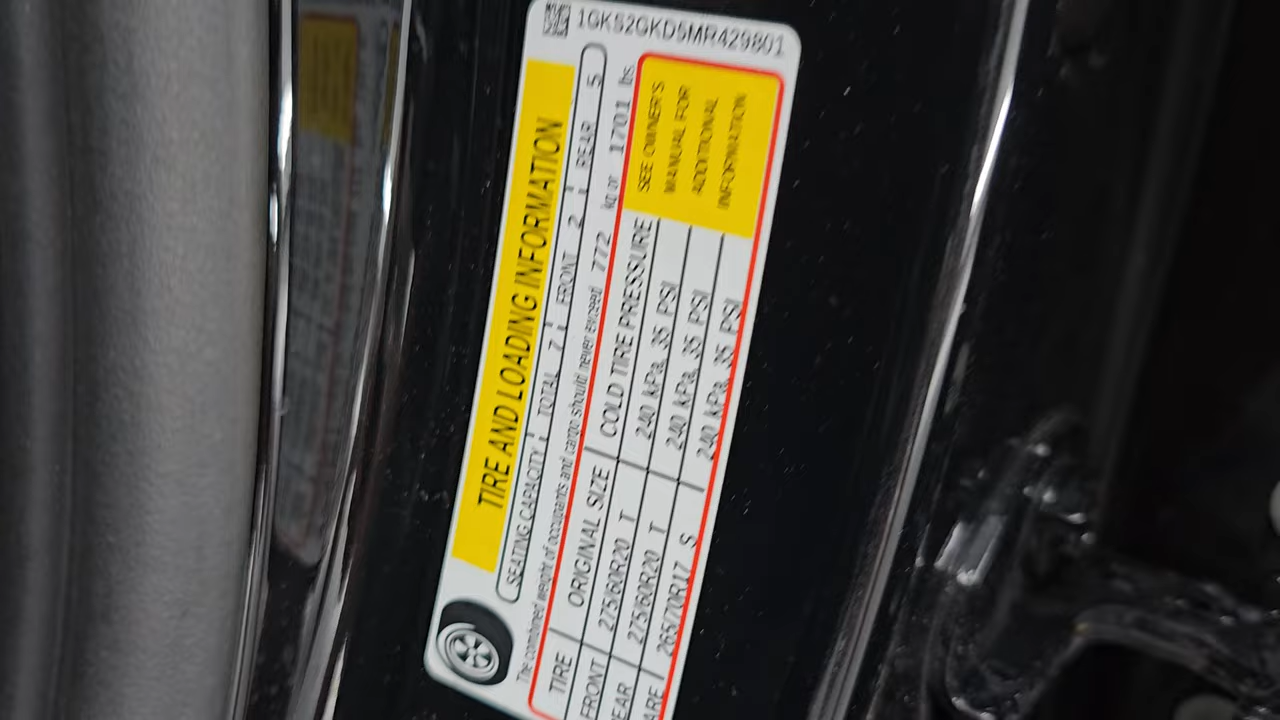 1GKS2GKD5MR429801
TIRE AND LOADING INFORMATION
SEATING CAPACITY TOTAL 7 FRONT 2 REAR 5
The combined weight of occupants and cargo should never exceed 772 kg or 1701 lbs.
TIRE ORIGINAL SIZE COLD TIRE PRESSURE
FRONT 275/60R20 T 240 kPa, 35 PSI
EAR 275/60R20 T 240 kPa, 35 PSI
ARE 265/70R17 S 240 kPa, 35 PSI
SEE OWNER'S
MANUAL FOR
ADDITIONAL
INFORMATION